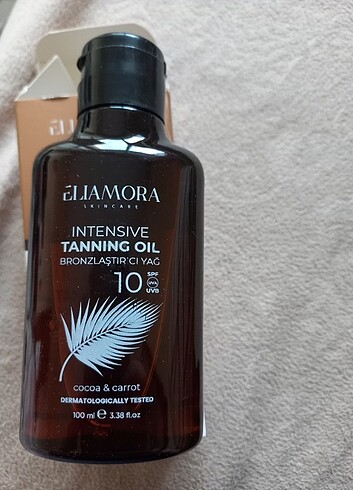 ELIAMORA
SKINCARE
INTENSIVE
TANNING OIL
BRONZLAŞTIRICI YAĞ
10 SPF
UVA
UVB
cocoa & carrot
DERMATOLOGICALLY TESTED
100 ml e 3.38 fl.oz